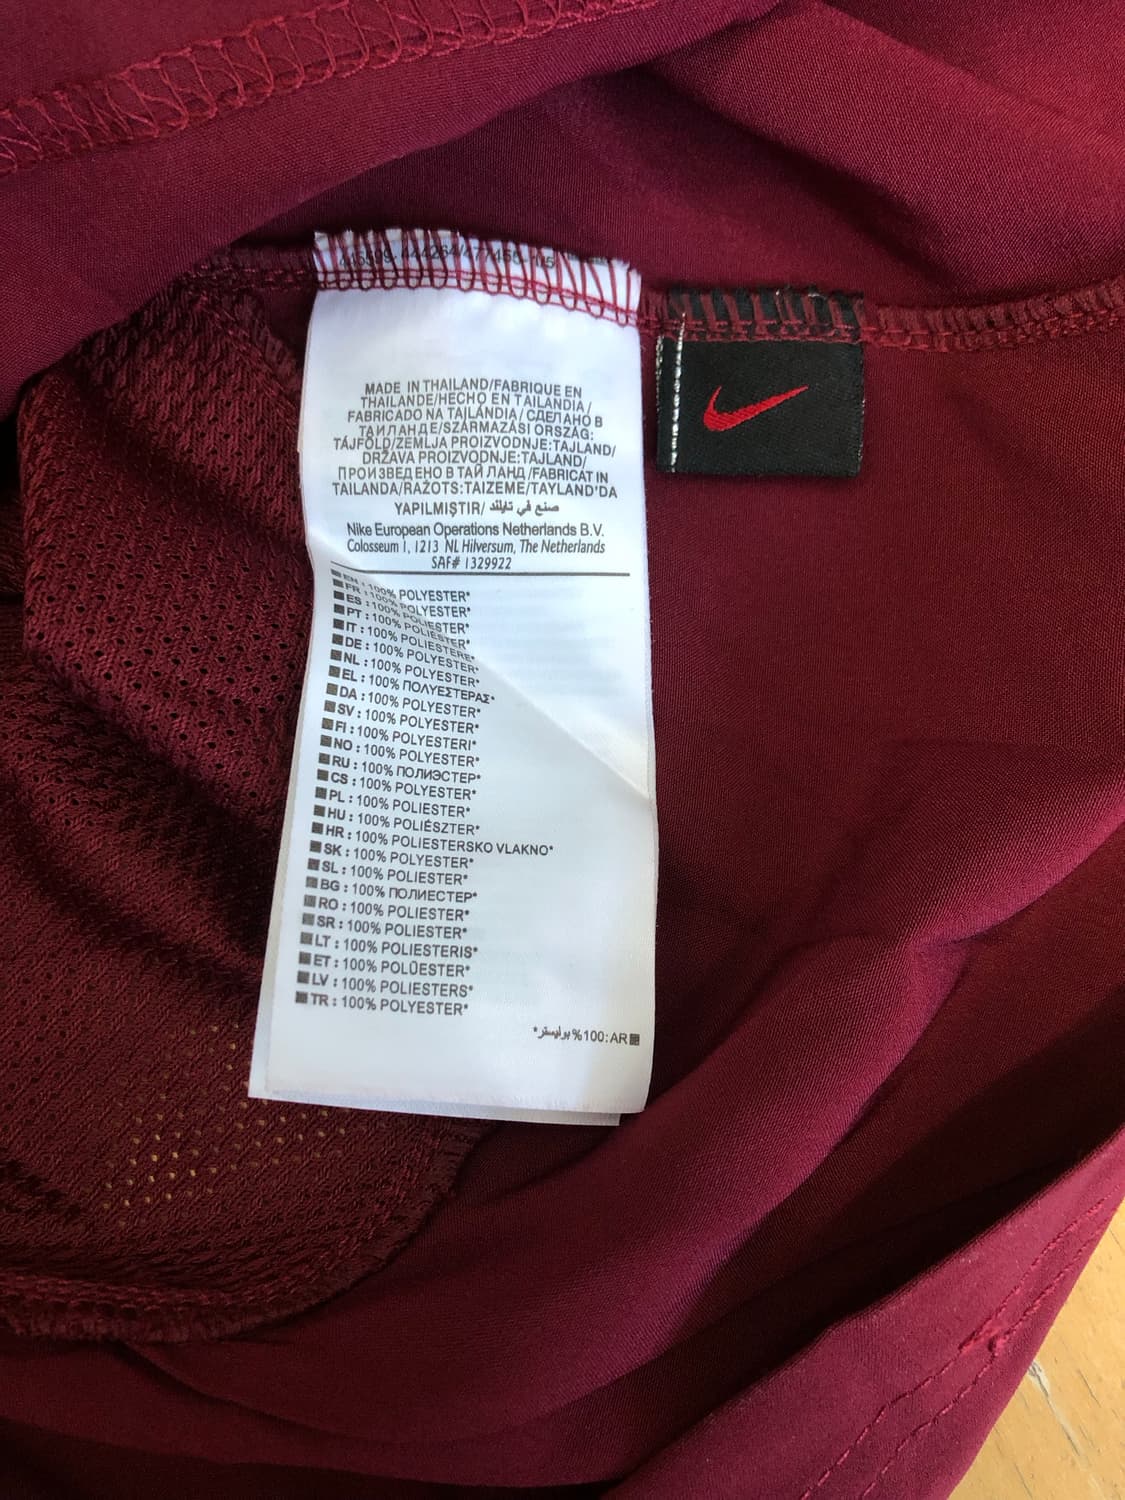 MADE IN THAILAND/FABRIQUE EN
THAILANDE/HECHO EN TAILANDIA/
FABRICADO NA TAILÂNDIA/СДЕЛАНО В
ТАИЛАНДЕ/SZÁRMAZÁSI ORSZÁG:
TÁJFÖLD/ZEMLJA PROIZVODNJE:TAJLAND/
DRŽAVA PROIZVODNJE:TAJLAND/
ПРОИЗВЕДЕНО В ТАЙЛАНД/FABRICAT IN
TAILANDA/RAŽOTS:TAIZEME/TAYLAND'DA
YAPILMIŞTIR/ صنع في تايلند
Nike European Operations Netherlands B.V.
Colosseum 1, 1213 NL Hilversum, The Netherlands
SAF# 1329922
EN : 100% POLYESTER*
FR : 100% POLYESTER*
ES : 100% POLIESTER*
PT : 100% POLIESTER*
IT : 100% POLIESTERE*
DE : 100% POLYESTER*
NL : 100% POLYESTER*
EL : 100% ΠΟΛΥΕΣΤΕΡΑΣ*
DA : 100% POLYESTER*
SV : 100% POLYESTER*
FI : 100% POLYESTERI*
NO : 100% POLYESTER*
RU : 100% ПОЛИЭСТЕР*
CS : 100% POLYESTER*
PL : 100% POLIESTER*
HU : 100% POLIÉSZTER*
HR : 100% POLIESTERSKO VLAKNO*
SK : 100% POLYESTER*
SL : 100% POLIESTER*
BG : 100% ПОЛИЕСТЕР*
RO : 100% POLIESTER*
SR : 100% POLIESTER*
LT : 100% POLIESTERIS*
ET : 100% POLÜESTER*
LV : 100% POLIESTERS*
TR : 100% POLYESTER*
AR :100% بوليستر*